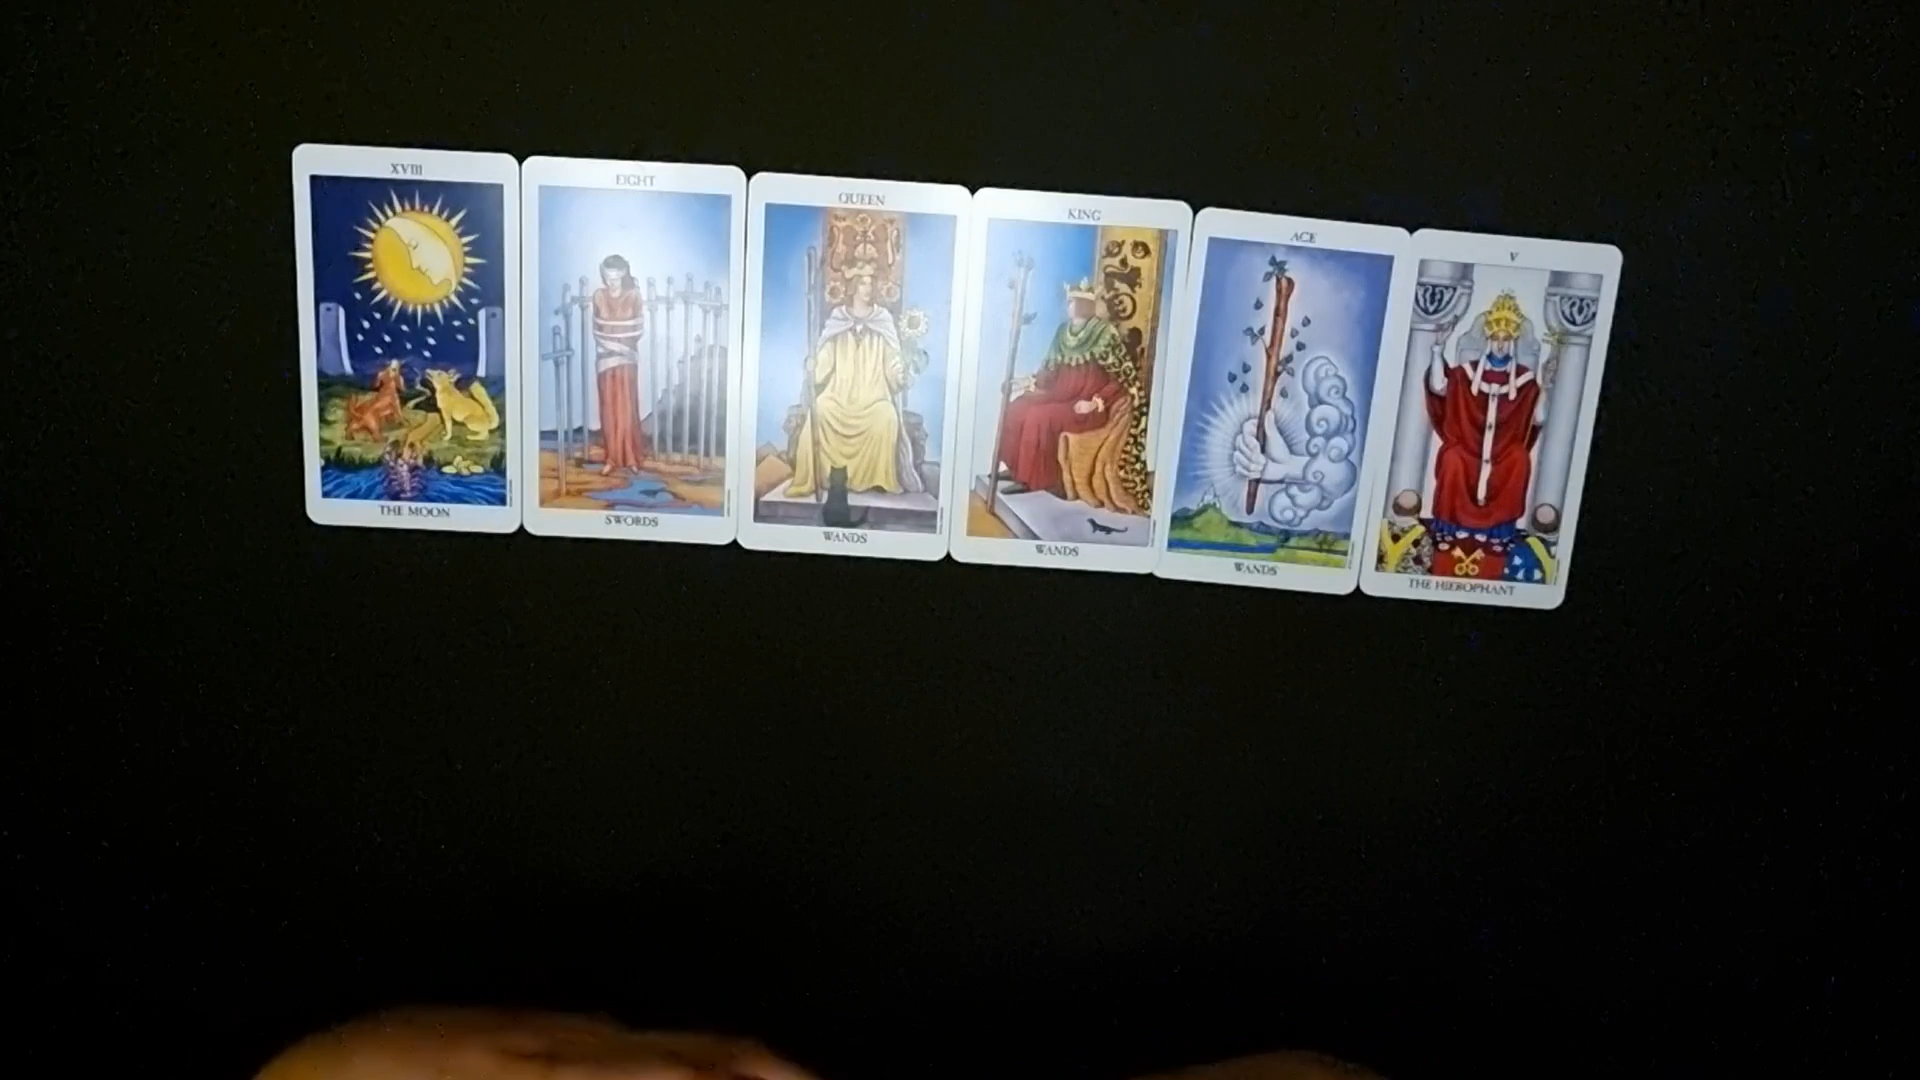 XVIII
THE MOON
EIGHT
SWORDS
QUEEN
WANDS
KING
WANDS
ACE
WANDS
V
THE HIEROPHANT